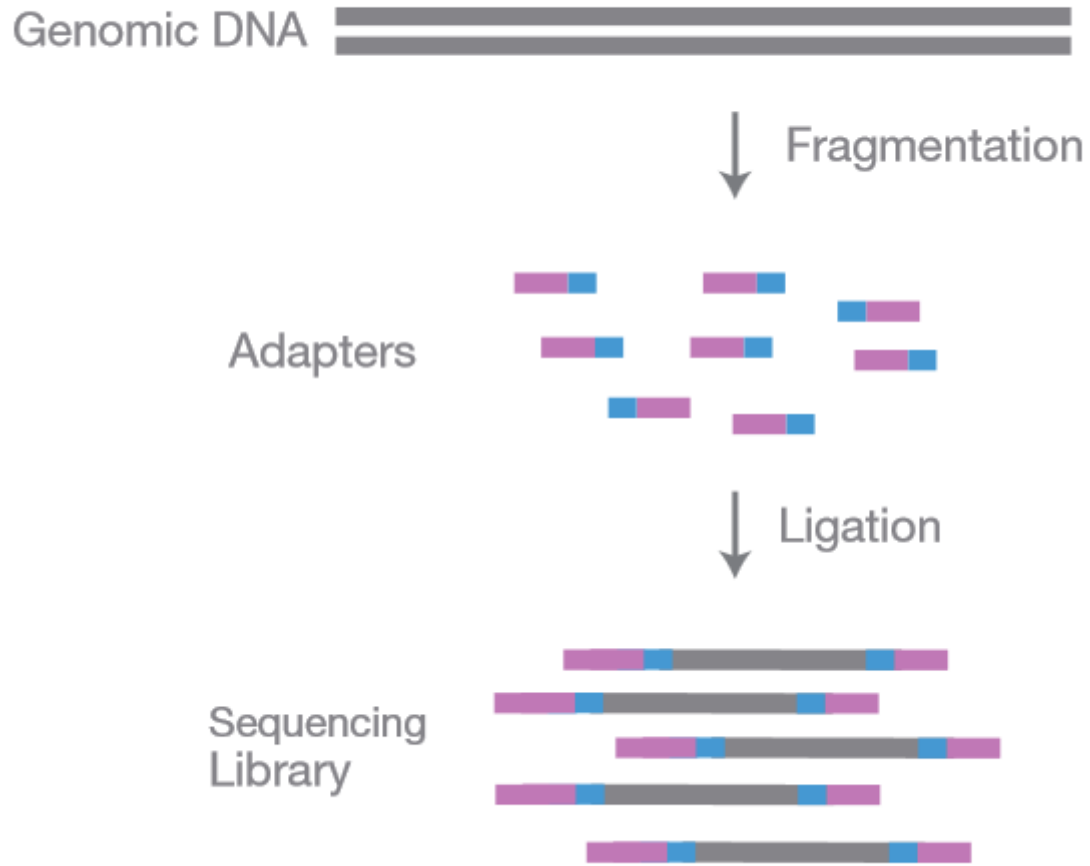 Genomic DNA
Fragmentation
Adapters
Ligation
Sequencing
Library